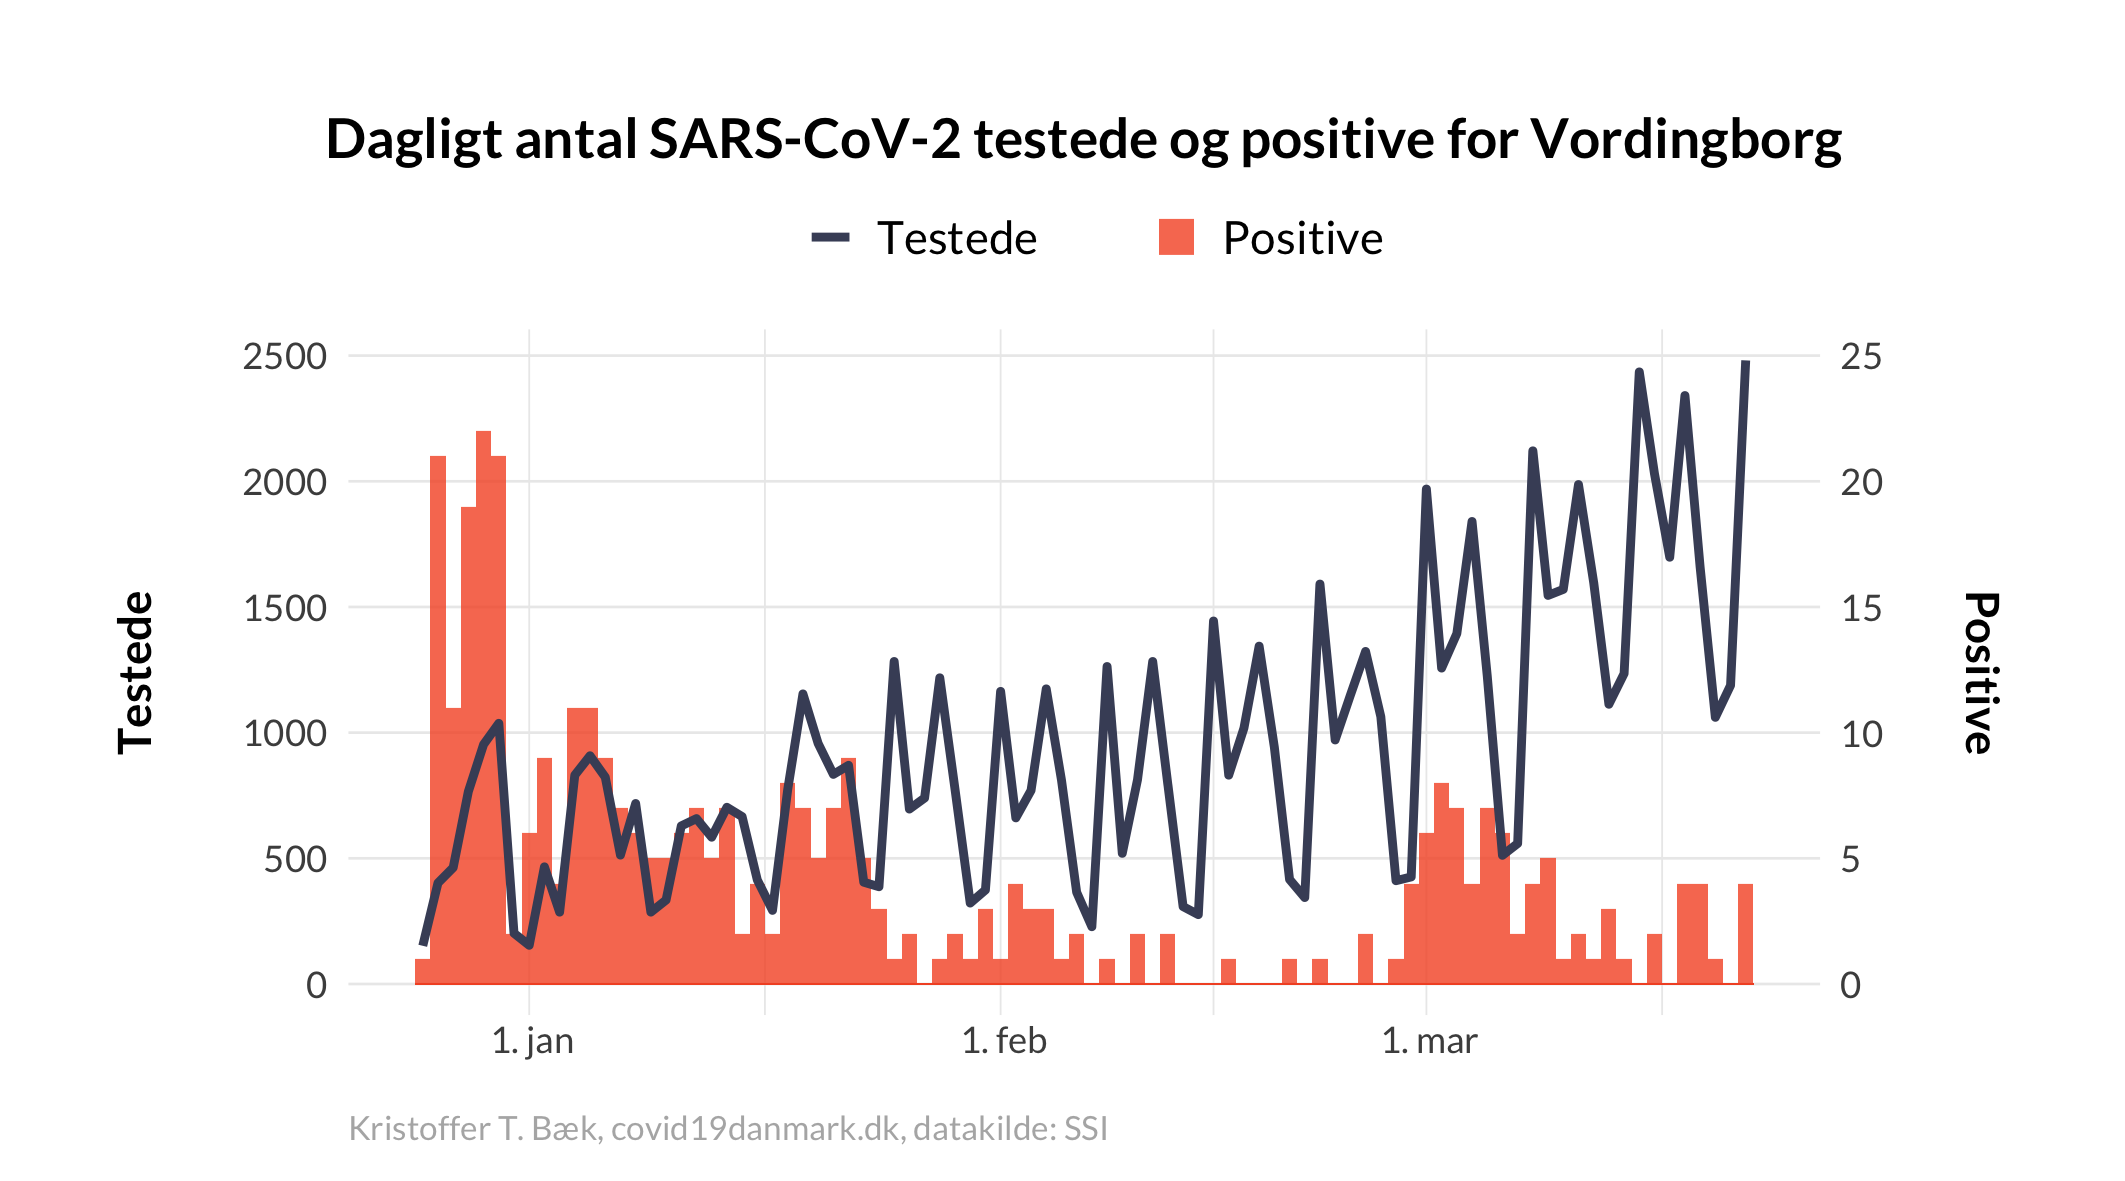 Dagligt antal SARS-CoV-2 testede og positive for Vordingborg
Testede Positive
2500 25
2000 20
1500 15
1000 10
500 5
0 0
Testede
Positive
1. jan 1. feb 1. mar
Kristoffer T. Bæk, covid19danmark.dk, datakilde: SSI